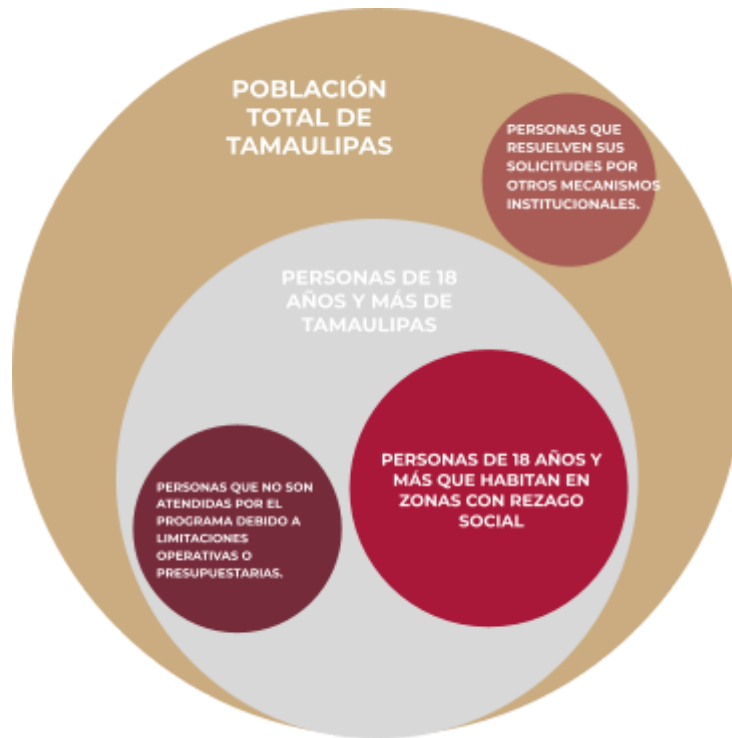 POBLACIÓN
TOTAL DE
TAMAULIPAS
PERSONAS QUE
RESUELVEN SUS
SOLICITUDES POR
OTROS MECANISMOS
INSTITUCIONALES.
PERSONAS DE 18
AÑOS Y MÁS DE
TAMAULIPAS
PERSONAS DE 18 AÑOS Y
MÁS QUE HABITAN EN
ZONAS CON REZAGO
SOCIAL
PERSONAS QUE NO SON
ATENDIDAS POR EL
PROGRAMA DEBIDO A
LIMITACIONES
OPERATIVAS O
PRESUPUESTARIAS.